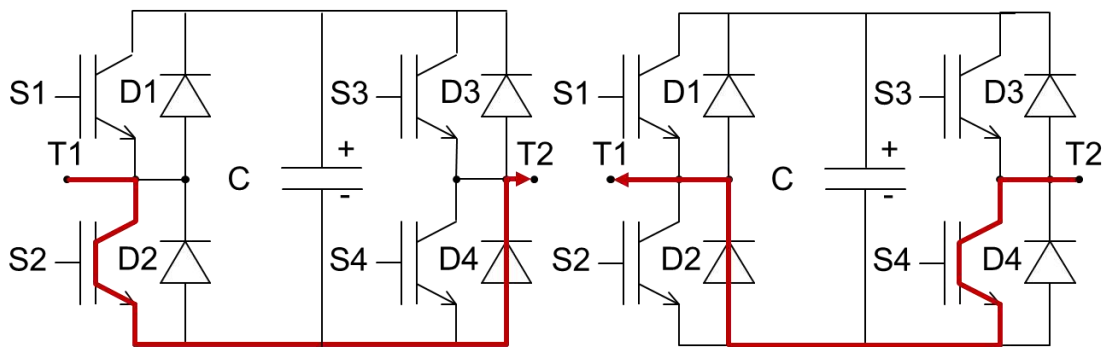 S1 D1 S3 D3 S1 D1 S3 D3
T1 C + T2 T1 C + T2
- -
S2 D2 S4 D4 S2 D2 S4 D4